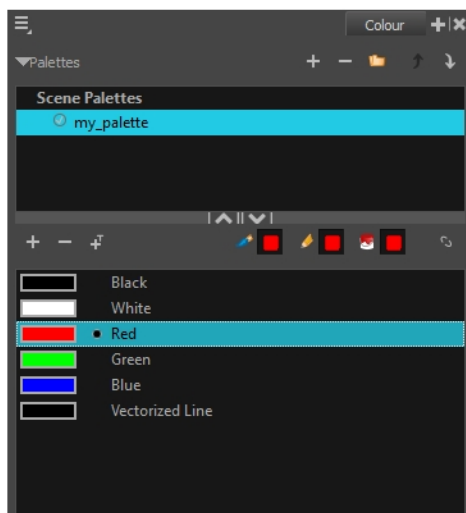 Colour
Palettes
Scene Palettes
my_palette
Black
White
Red
Green
Blue
Vectorized Line